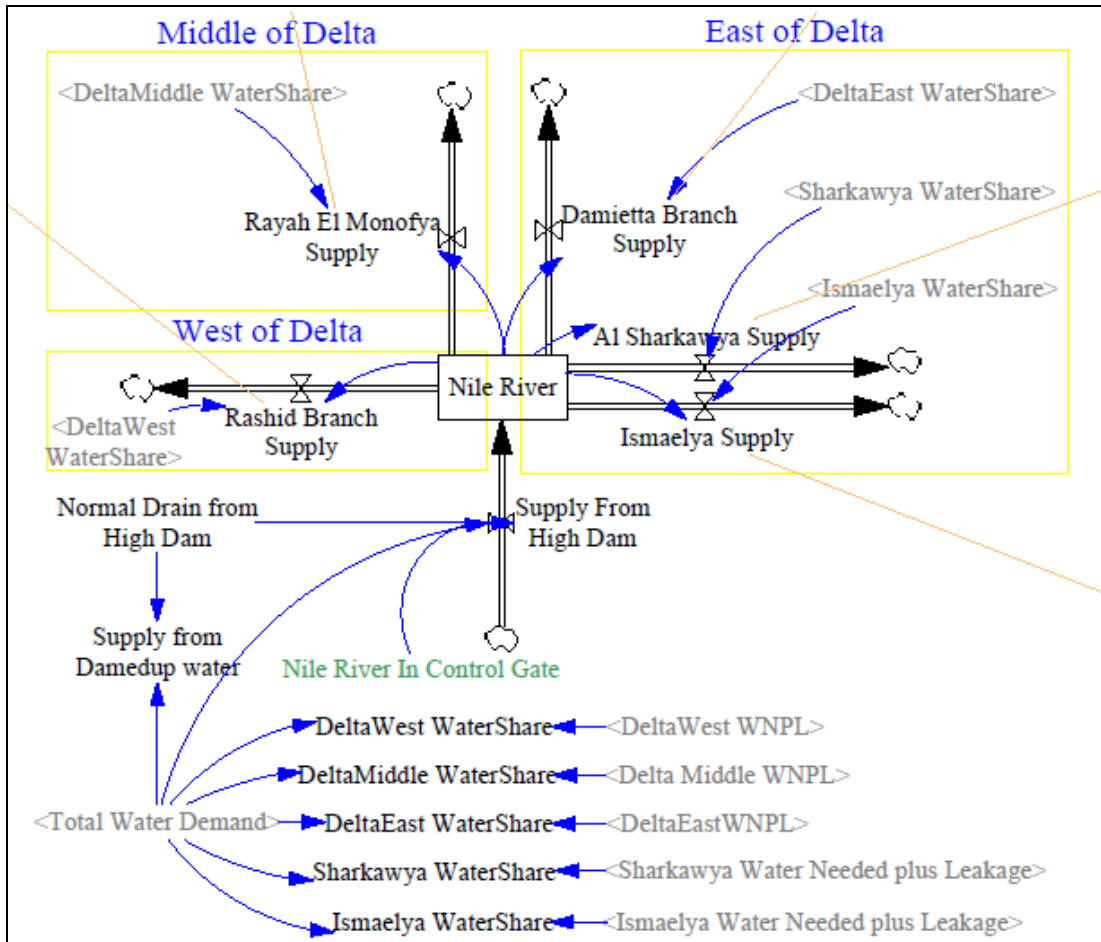 Middle of Delta
East of Delta
<DeltaMiddle WaterShare>
<DeltaEast WaterShare>
<Sharkawya WaterShare>
Rayah El Monofya
Supply
Damietta Branch
Supply
<Ismaelya WaterShare>
West of Delta
Al Sharkawya Supply
Nile River
Rashid Branch
Supply
<DeltaWest
WaterShare>
Ismaelya Supply
Normal Drain from
High Dam
Supply From
High Dam
Supply from
Damedup water
Nile River In Control Gate
DeltaWest WaterShare
<DeltaWest WNPL>
DeltaMiddle WaterShare
<Delta Middle WNPL>
<Total Water Demand>
DeltaEast WaterShare
<DeltaEastWNPL>
Sharkawya WaterShare
<Sharkawya Water Needed plus Leakage>
Ismaelya WaterShare
<Ismaelya Water Needed plus Leakage>